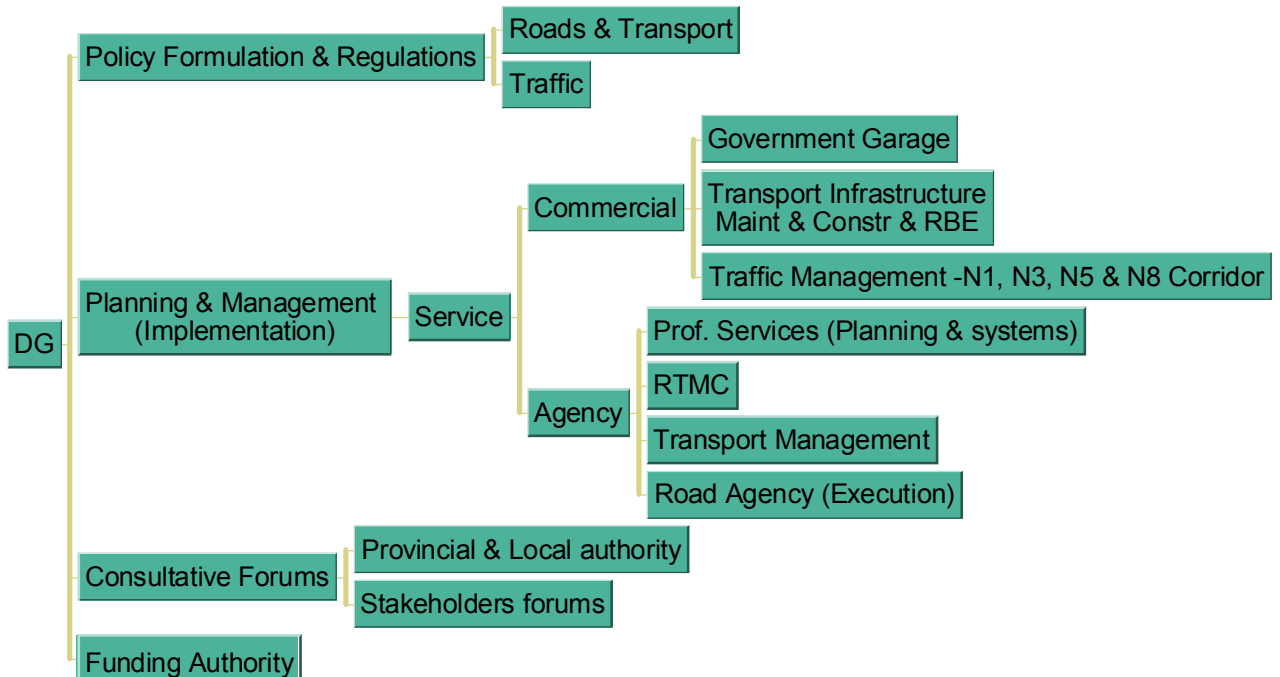 DG
Policy Formulation & Regulations
Roads & Transport
Traffic
Planning & Management
(Implementation)
Service
Commercial
Government Garage
Transport Infrastructure
Maint & Constr & RBE
Traffic Management -N1, N3, N5 & N8 Corridor
Agency
Prof. Services (Planning & systems)
RTMC
Transport Management
Road Agency (Execution)
Consultative Forums
Provincial & Local authority
Stakeholders forums
Funding Authority